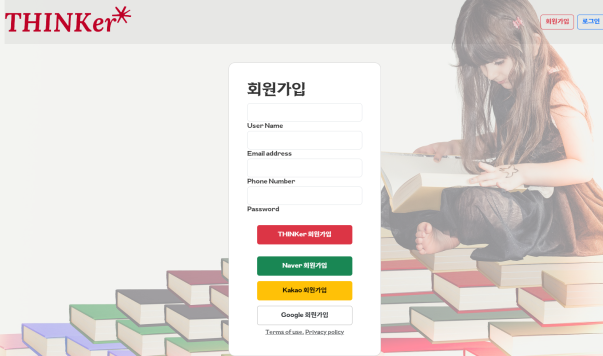 THINKer*
회원가입
로그인
회원가입
User Name
Email address
Phone Number
Password
THINKer 회원가입
Naver 회원가입
Kakao 회원가입
Google 회원가입
Terms of use, Privacy policy